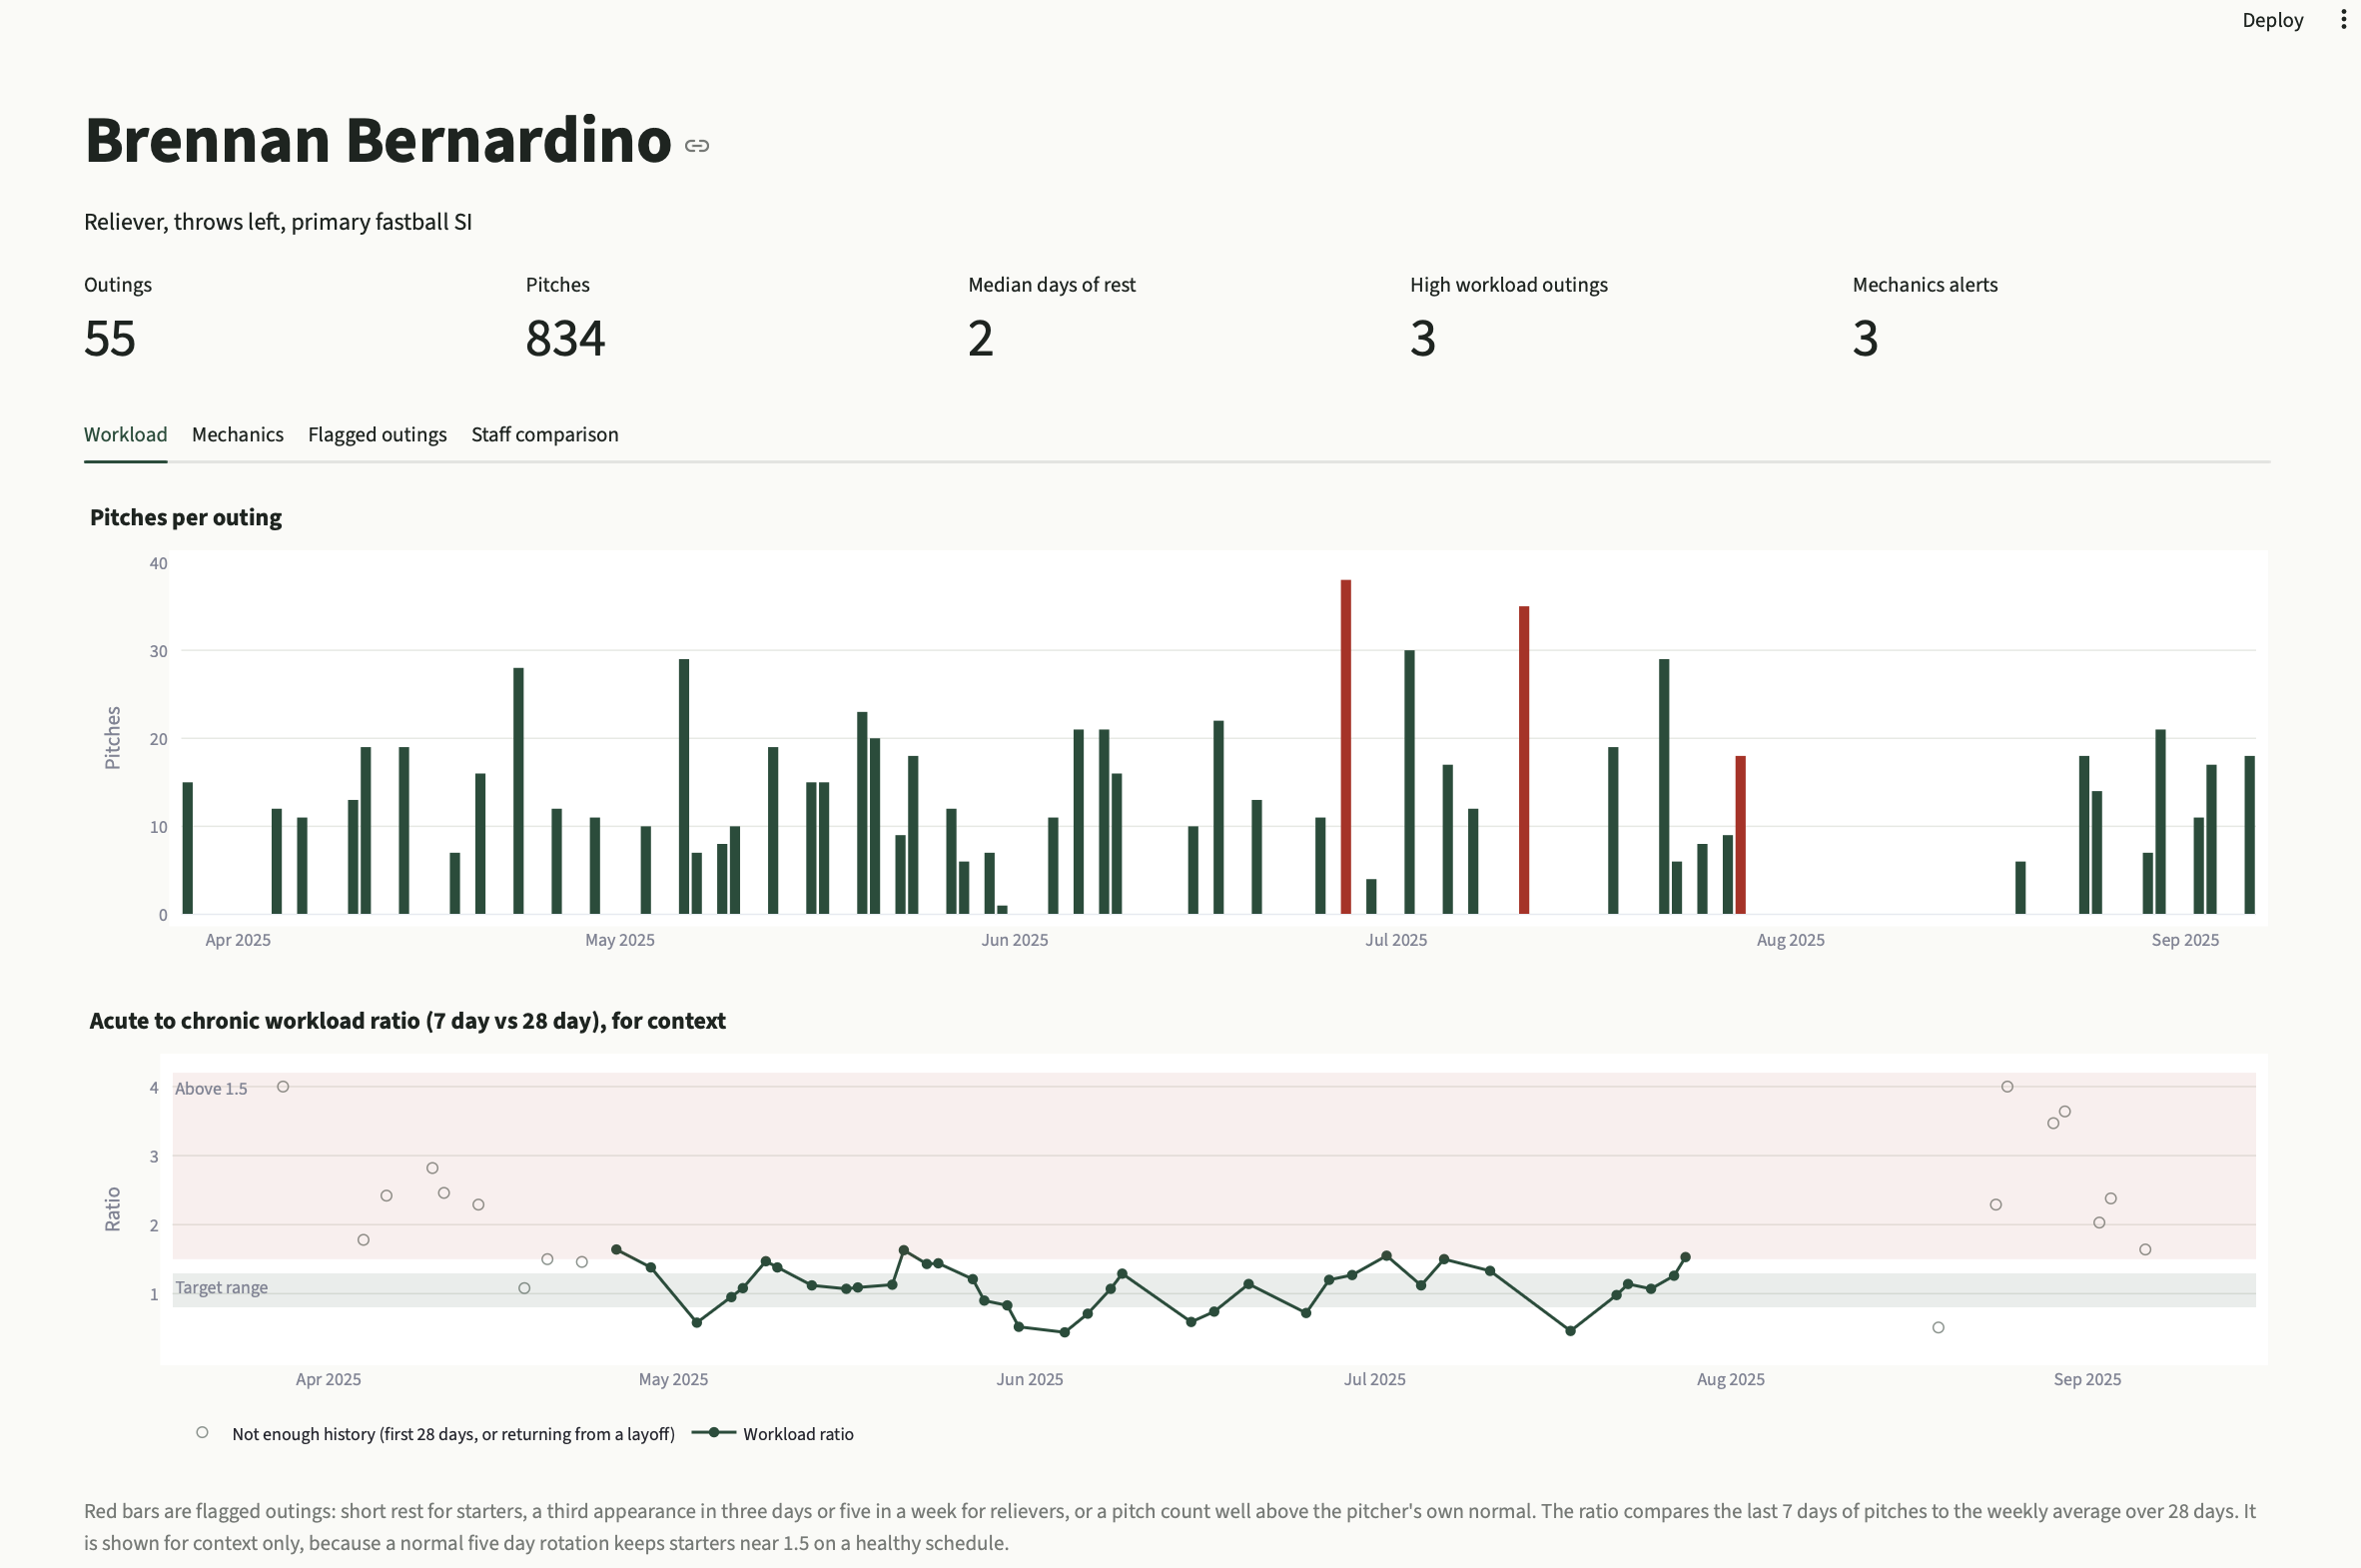 Deploy
Brennan Bernardino
Reliever, throws left, primary fastball SI
Outings
55
Pitches
834
Median days of rest
2
High workload outings
3
Mechanics alerts
3
Workload
Mechanics
Flagged outings
Staff comparison
Pitches per outing
40
30
20
10
0
Pitches
Apr 2025
May 2025
Jun 2025
Jul 2025
Aug 2025
Sep 2025
Acute to chronic workload ratio (7 day vs 28 day), for context
4
3
2
1
Ratio
Above 1.5
Target range
Apr 2025
May 2025
Jun 2025
Jul 2025
Aug 2025
Sep 2025
Not enough history (first 28 days, or returning from a layoff)
Workload ratio
Red bars are flagged outings: short rest for starters, a third appearance in three days or five in a week for relievers, or a pitch count well above the pitcher's own normal. The ratio compares the last 7 days of pitches to the weekly average over 28 days. It
is shown for context only, because a normal five day rotation keeps starters near 1.5 on a healthy schedule.